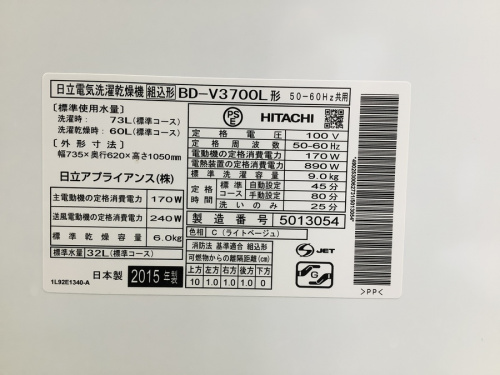 日立電気洗濯乾燥機 組込形 BD-V3700L 形 50-60Hz共用
[標準使用水量]
洗濯時: 73L(標準コース)
洗乾時: 60L(標準コース)
[外形寸法]
幅735×奥行620×高さ1050mm
日立アプライアンス(株)
主電動機の定格消費電力 170W
送風電動機の定格消費電力 240W
標準乾燥容量 6.0kg
標準水量 32L(標準コース)
日本製 2015年製
1L92E1340-A
PS
E
HITACHI
定格電圧 100V
定格周波数 50-60Hz
電動機の定格消費電力 170W
電熱装置の定格消費電力 890W
標準洗濯容量 9.0kg
定格時間 標準 自動設定 45分
手動設定 80分
洗いのみ 25分
製造番号 5013054
色相 C (ライトベージュ)
消防法 基準適合 組込形
可燃物からの離隔距離(cm)
上方 左方 右方 前方 後方 下方
10 1.0 1.0 1.0 1.0 0
S JET
G
>PP<